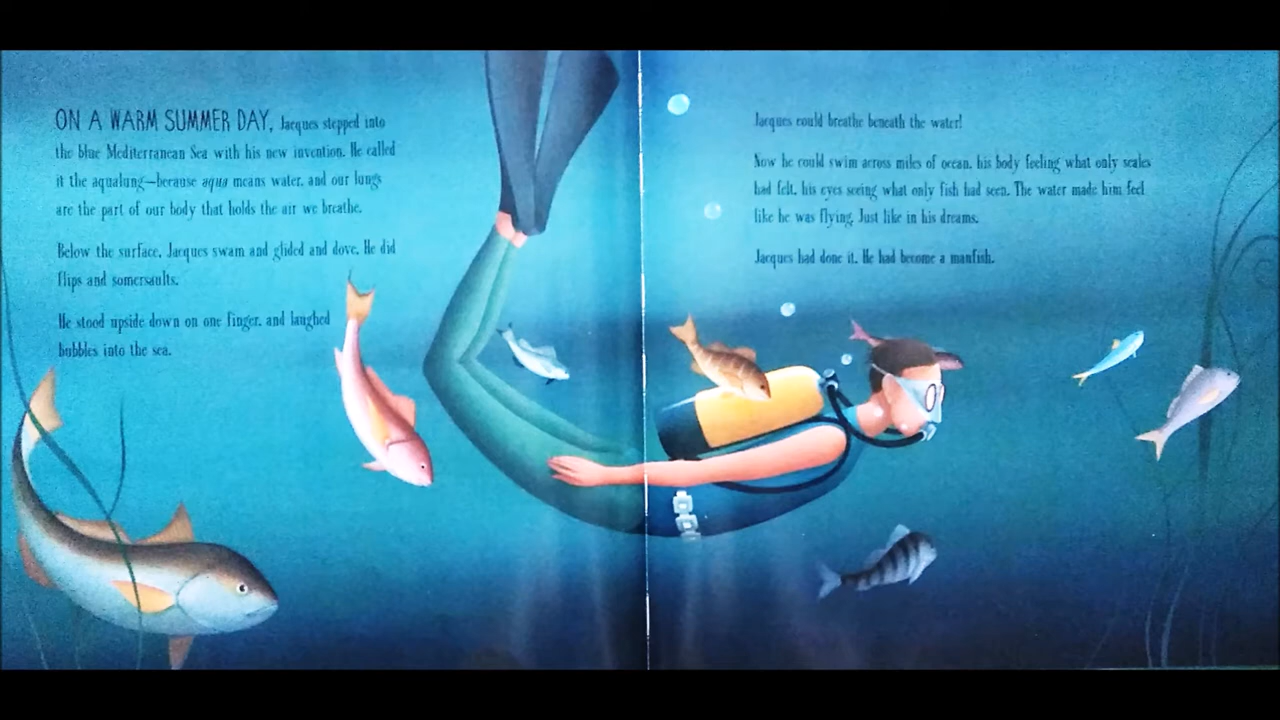 ON A WARM SUMMER DAY, Jacques stepped into
the blue Mediterranean Sea with his new invention. He called
it the aqualung—because aqua means water, and our lungs
are the part of our body that holds the air we breathe.
Below the surface, Jacques swam and glided and dove. He did
flips and somersaults.
He stood upside down on one finger, and laughed
bubbles into the sea.
Jacques could breathe beneath the water!
Now he could swim across miles of ocean, his body feeling what only scales
had felt, his eyes seeing what only fish had seen. The water made him feel
like he was flying. Just like in his dreams.
Jacques had done it. He had become a manfish.